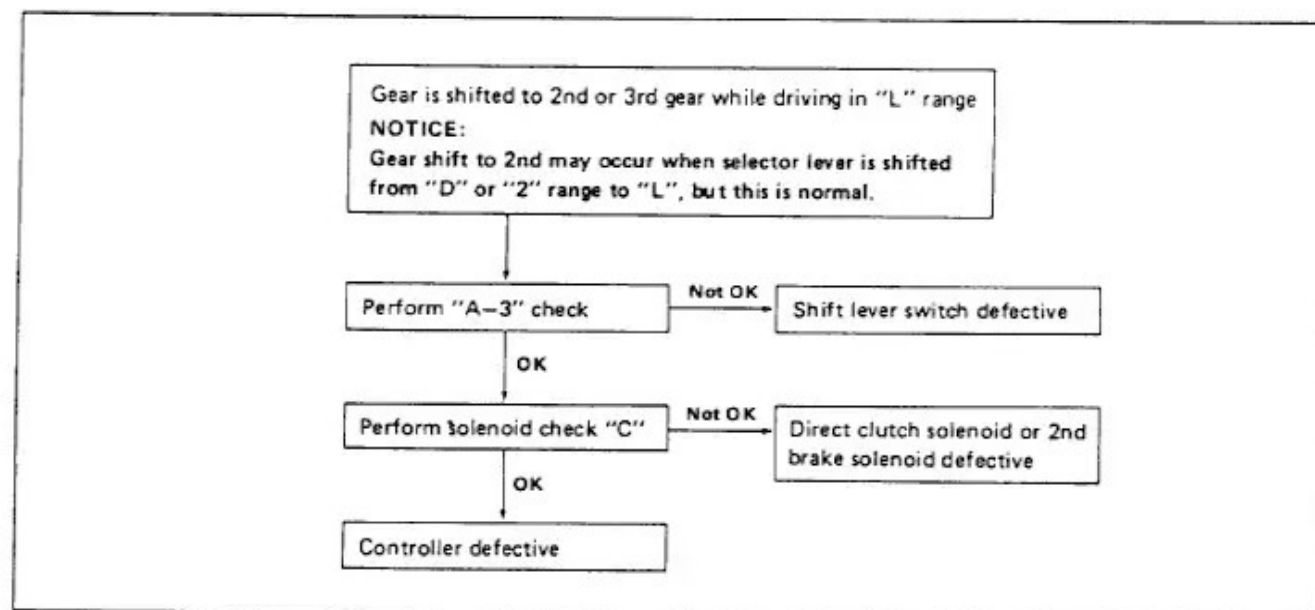 Gear is shifted to 2nd or 3rd gear while driving in "L" range
NOTICE:
Gear shift to 2nd may occur when selector lever is shifted
from "D" or "2" range to "L", but this is normal.
Perform "A-3" check
Not OK
Shift lever switch defective
OK
Perform Solenoid check "C"
Not OK
Direct clutch solenoid or 2nd
brake solenoid defective
OK
Controller defective